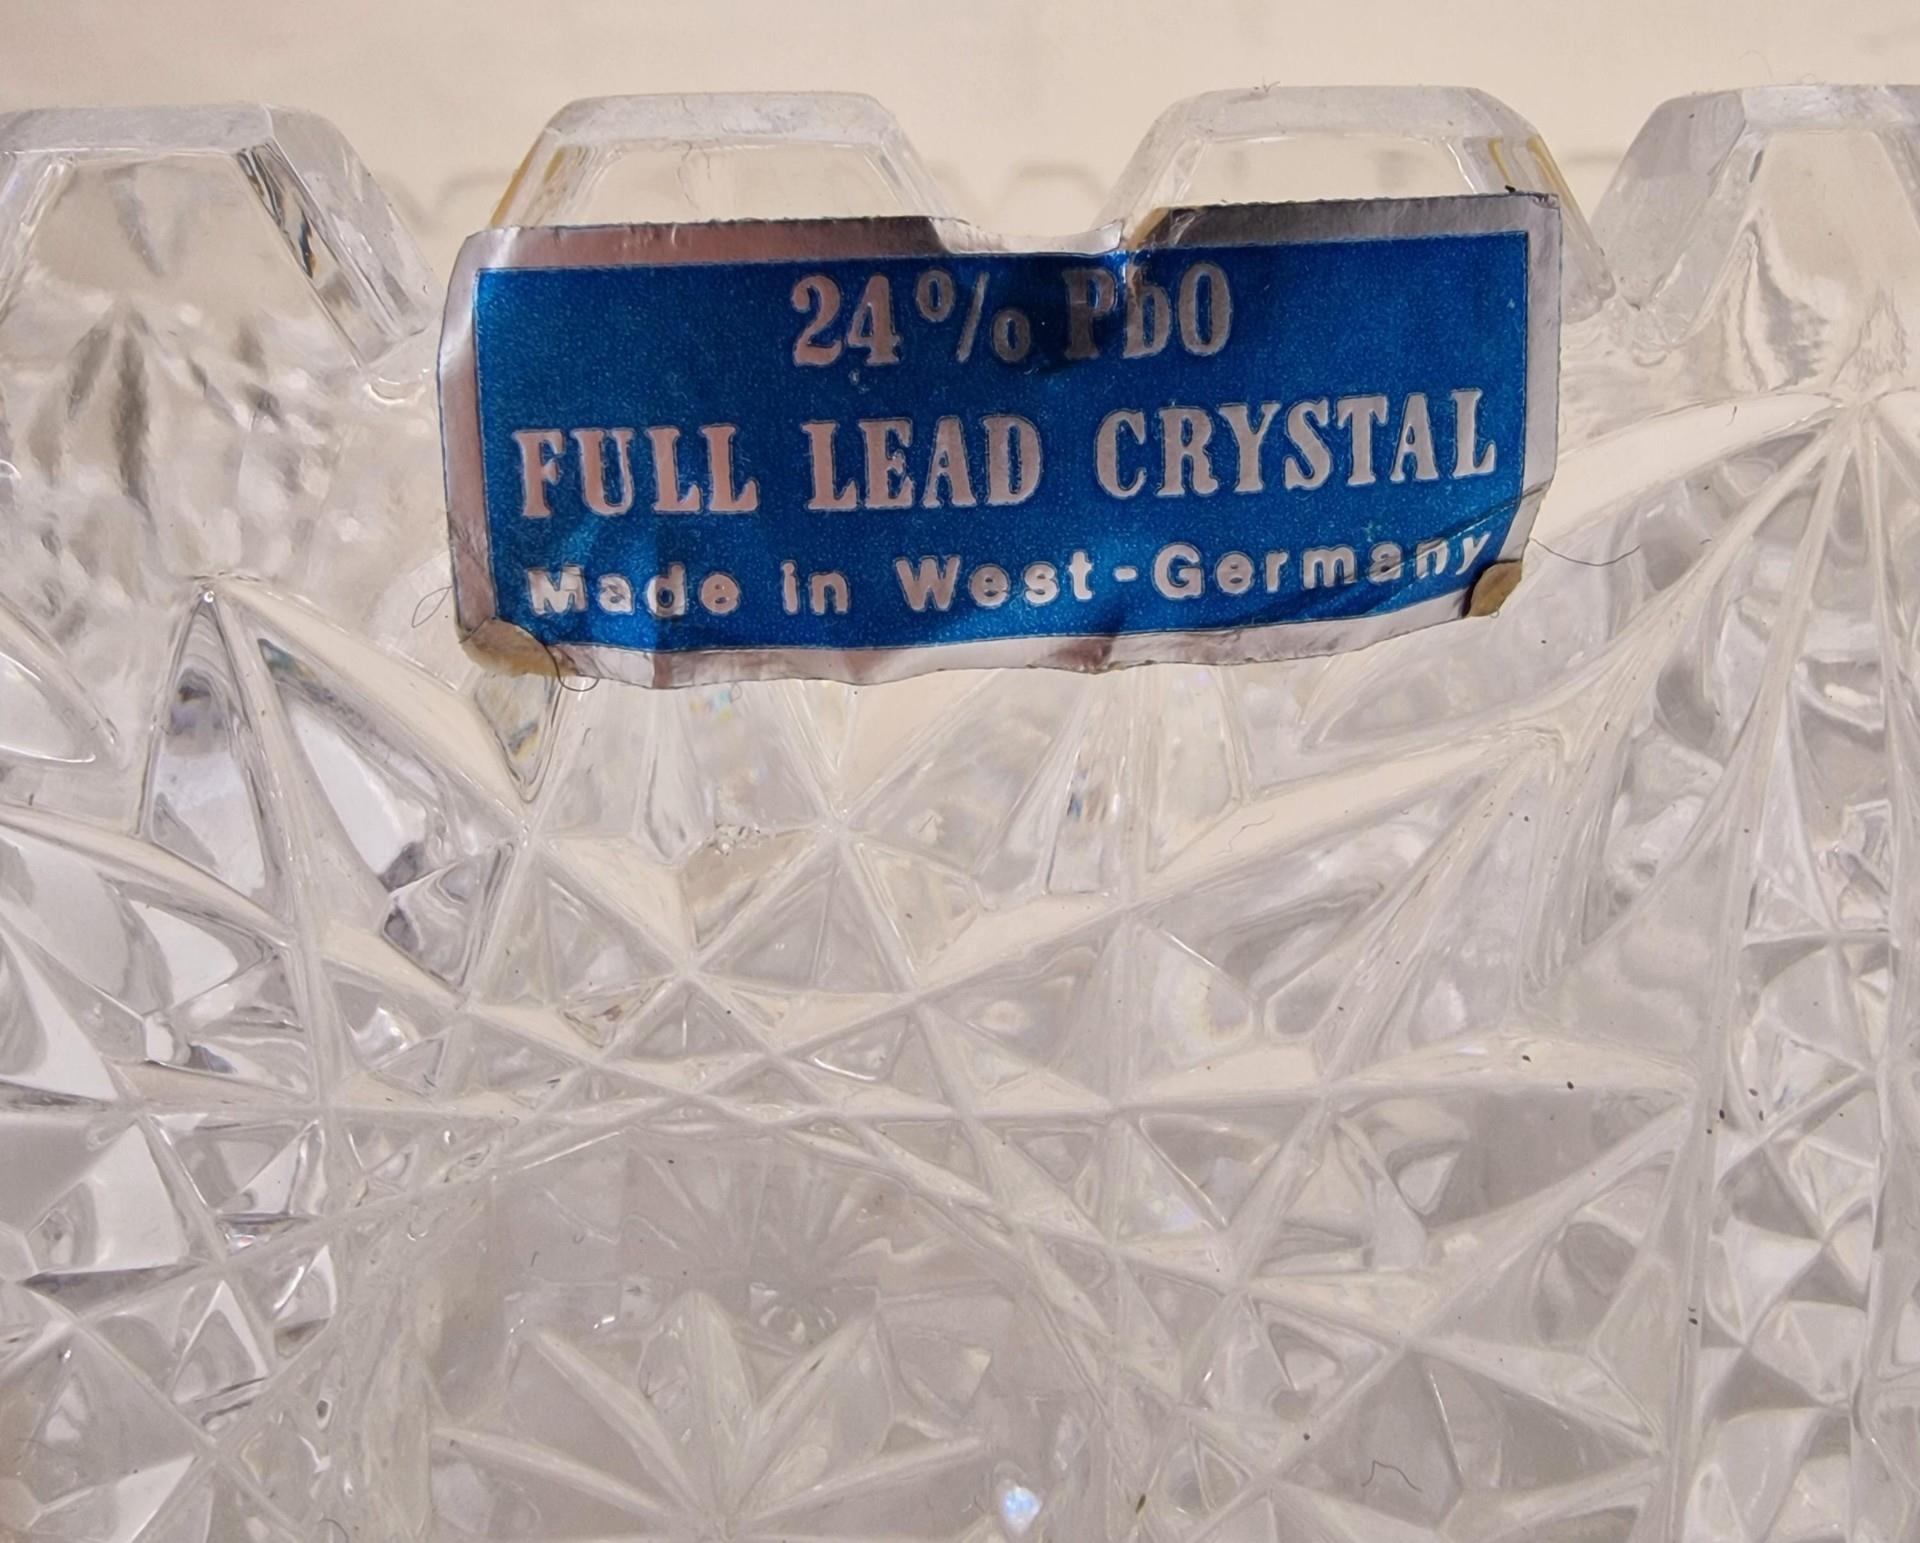 24% PbO
FULL LEAD CRYSTAL
Made in West-Germany